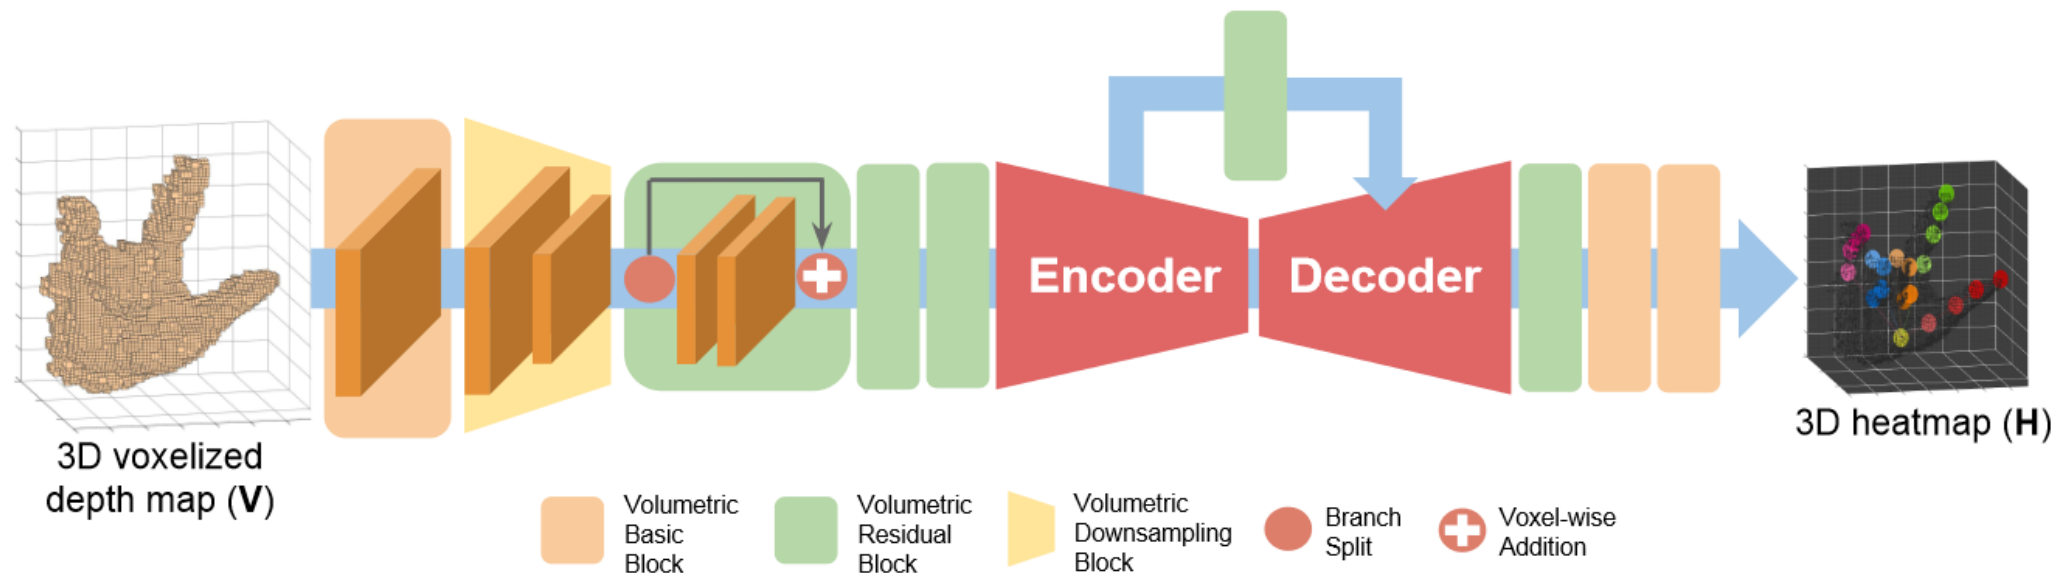 Encoder
Decoder
3D voxelized
depth map (V)
3D heatmap (H)
Volumetric
Basic
Block
Volumetric
Residual
Block
Volumetric
Downsampling
Block
Branch
Split
Voxel-wise
Addition